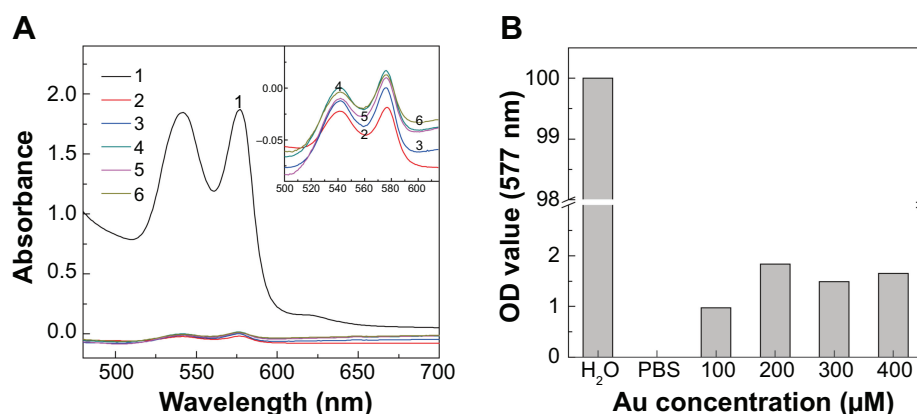 A
Absorbance
2.0
1.5
1.0
0.5
0.0
500 550 600 650 700
Wavelength (nm)
1
2
3
4
5
6
1
0.00
−0.05
500 520 540 560 580 600
4
5
2
6
3
B
OD value (577 nm)
100
99
98
2
1
0
H2O PBS 100 200 300 400
Au concentration (µM)